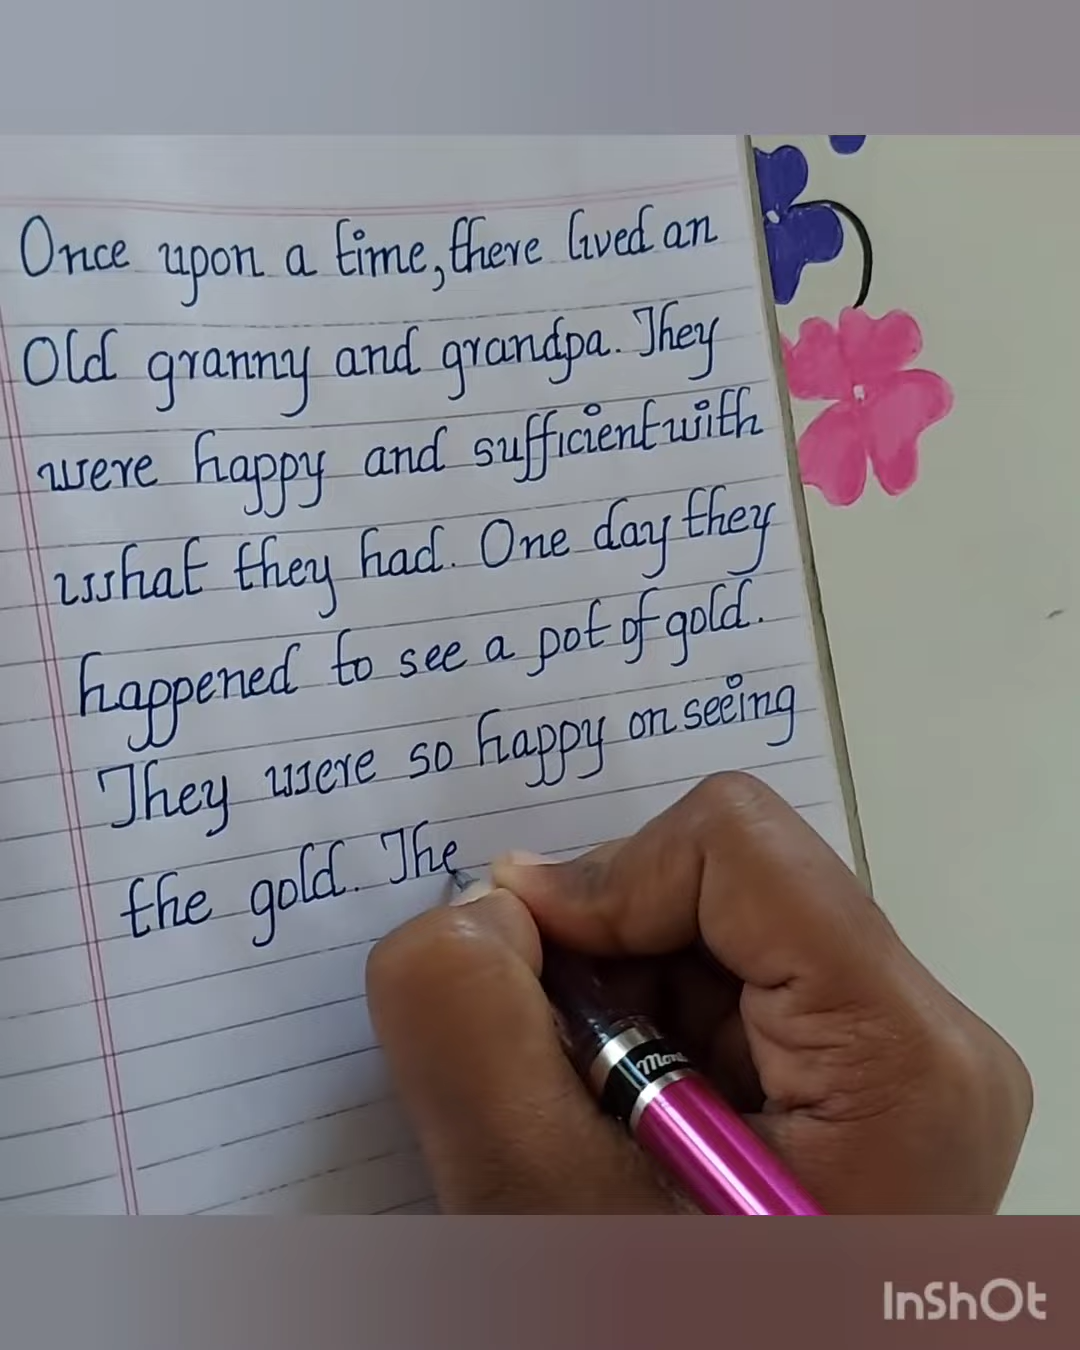 Once upon a time, there lived an
Old granny and grandpa. They
were happy and sufficient with
what they had. One day they
happened to see a pot of gold.
They were so happy on seeing
the gold. The
InShOt